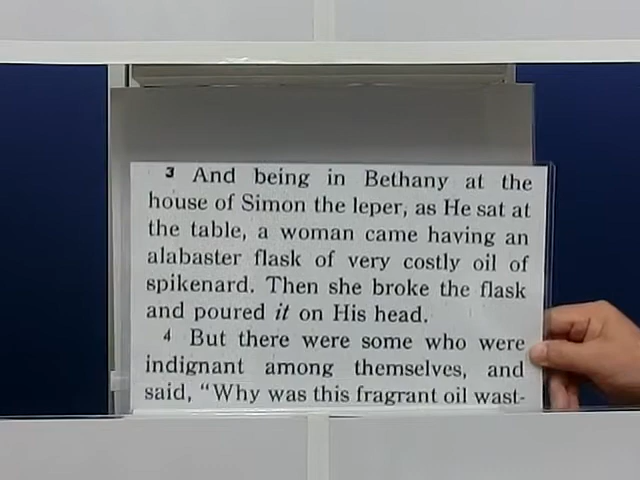 3 And being in Bethany at the
house of Simon the leper, as He sat at
the table, a woman came having an
alabaster flask of very costly oil of
spikenard. Then she broke the flask
and poured it on His head.
4 But there were some who were
indignant among themselves, and
said, “Why was this fragrant oil wast-